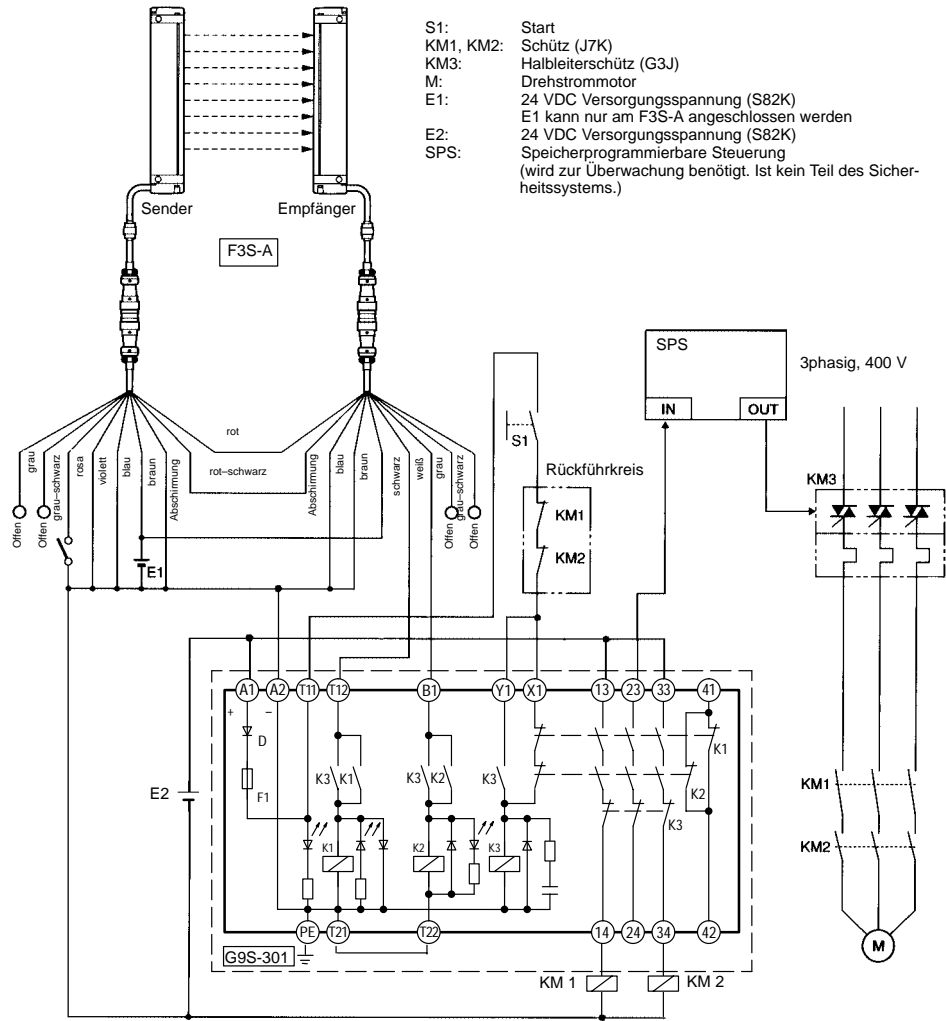 S1: Start
KM1, KM2: Schütz (J7K)
KM3: Halbleiterschütz (G3J)
M: Drehstrommotor
E1: 24 VDC Versorgungsspannung (S82K)
E1 kann nur am F3S-A angeschlossen werden
E2: 24 VDC Versorgungsspannung (S82K)
SPS: Speicherprogrammierbare Steuerung
(wird zur Überwachung benötigt. Ist kein Teil des Sicher-
heitssystems.)
Sender
Empfänger
F3S-A
SPS
IN
OUT
3phasig, 400 V
rot
rot–schwarz
grau
grau–schwarz
rosa
violett
blau
braun
Abschirmung
Abschirmung
blau
braun
schwarz
weiß
grau
grau–schwarz
Offen
Offen
Offen
Offen
E1
S1
Rückführkreis
KM1
KM2
KM3
A1
A2
T11
T12
B1
Y1
X1
13
23
33
41
+
–
D
F1
E2
K3
K1
K3
K2
K3
K1
K2
K3
K1
K2
K3
PE
T21
T22
14
24
34
42
G9S-301
KM 1
KM 2
KM1
KM2
M